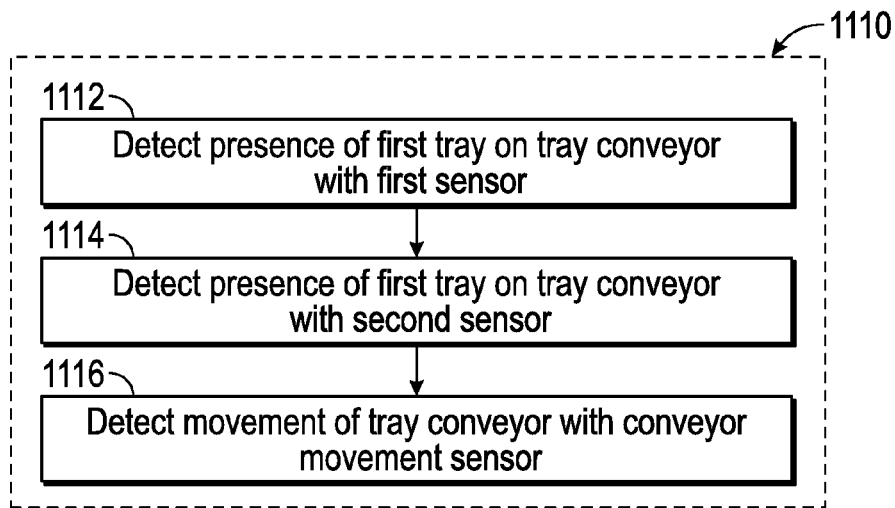 1110
1112
Detect presence of first tray on tray conveyor
with first sensor
1114
Detect presence of first tray on tray conveyor
with second sensor
1116
Detect movement of tray conveyor with conveyor
movement sensor